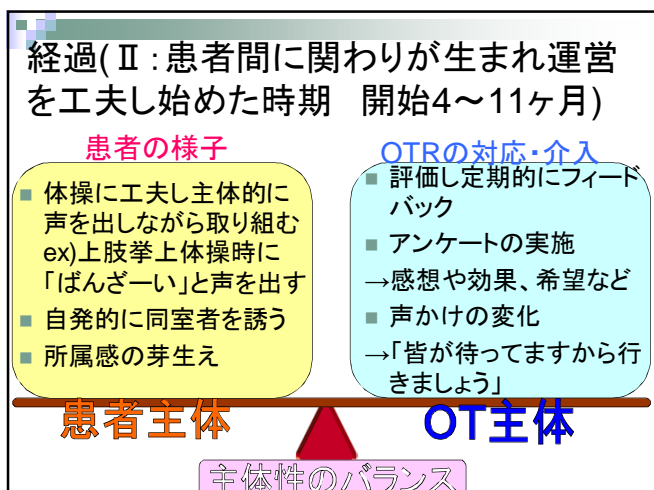 経過(Ⅱ:患者間に関わりが生まれ運営
を工夫し始めた時期　開始4～11ヶ月)
患者の様子
体操に工夫し主体的に
声を出しながら取り組む
ex)上肢挙上体操時に
「ばんざーい」と声を出す
自発的に同室者を誘う
所属感の芽生え
OTRの対応・介入
評価し定期的にフィード
バック
アンケートの実施
→感想や効果、希望など
声かけの変化
→「皆が待ってますから行
きましょう」
患者主体
OT主体
主体性のバランス